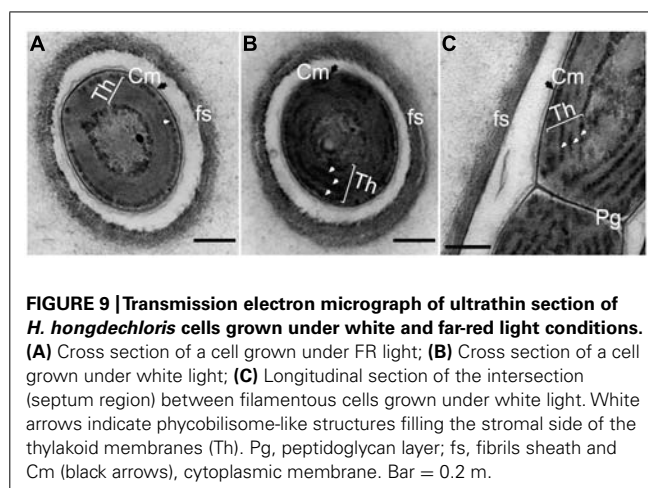 A B C
Th Cm fs
Cm fs Th
Cm Th fs Pg
FIGURE 9 | Transmission electron micrograph of ultrathin section of
H. hongdechloris cells grown under white and far-red light conditions.
(A) Cross section of a cell grown under FR light; (B) Cross section of a cell
grown under white light; (C) Longitudinal section of the intersection
(septum region) between filamentous cells grown under white light. White
arrows indicate phycobilisome-like structures filling the stromal side of the
thylakoid membranes (Th). Pg, peptidoglycan layer; fs, fibrils sheath and
Cm (black arrows), cytoplasmic membrane. Bar = 0.2 m.